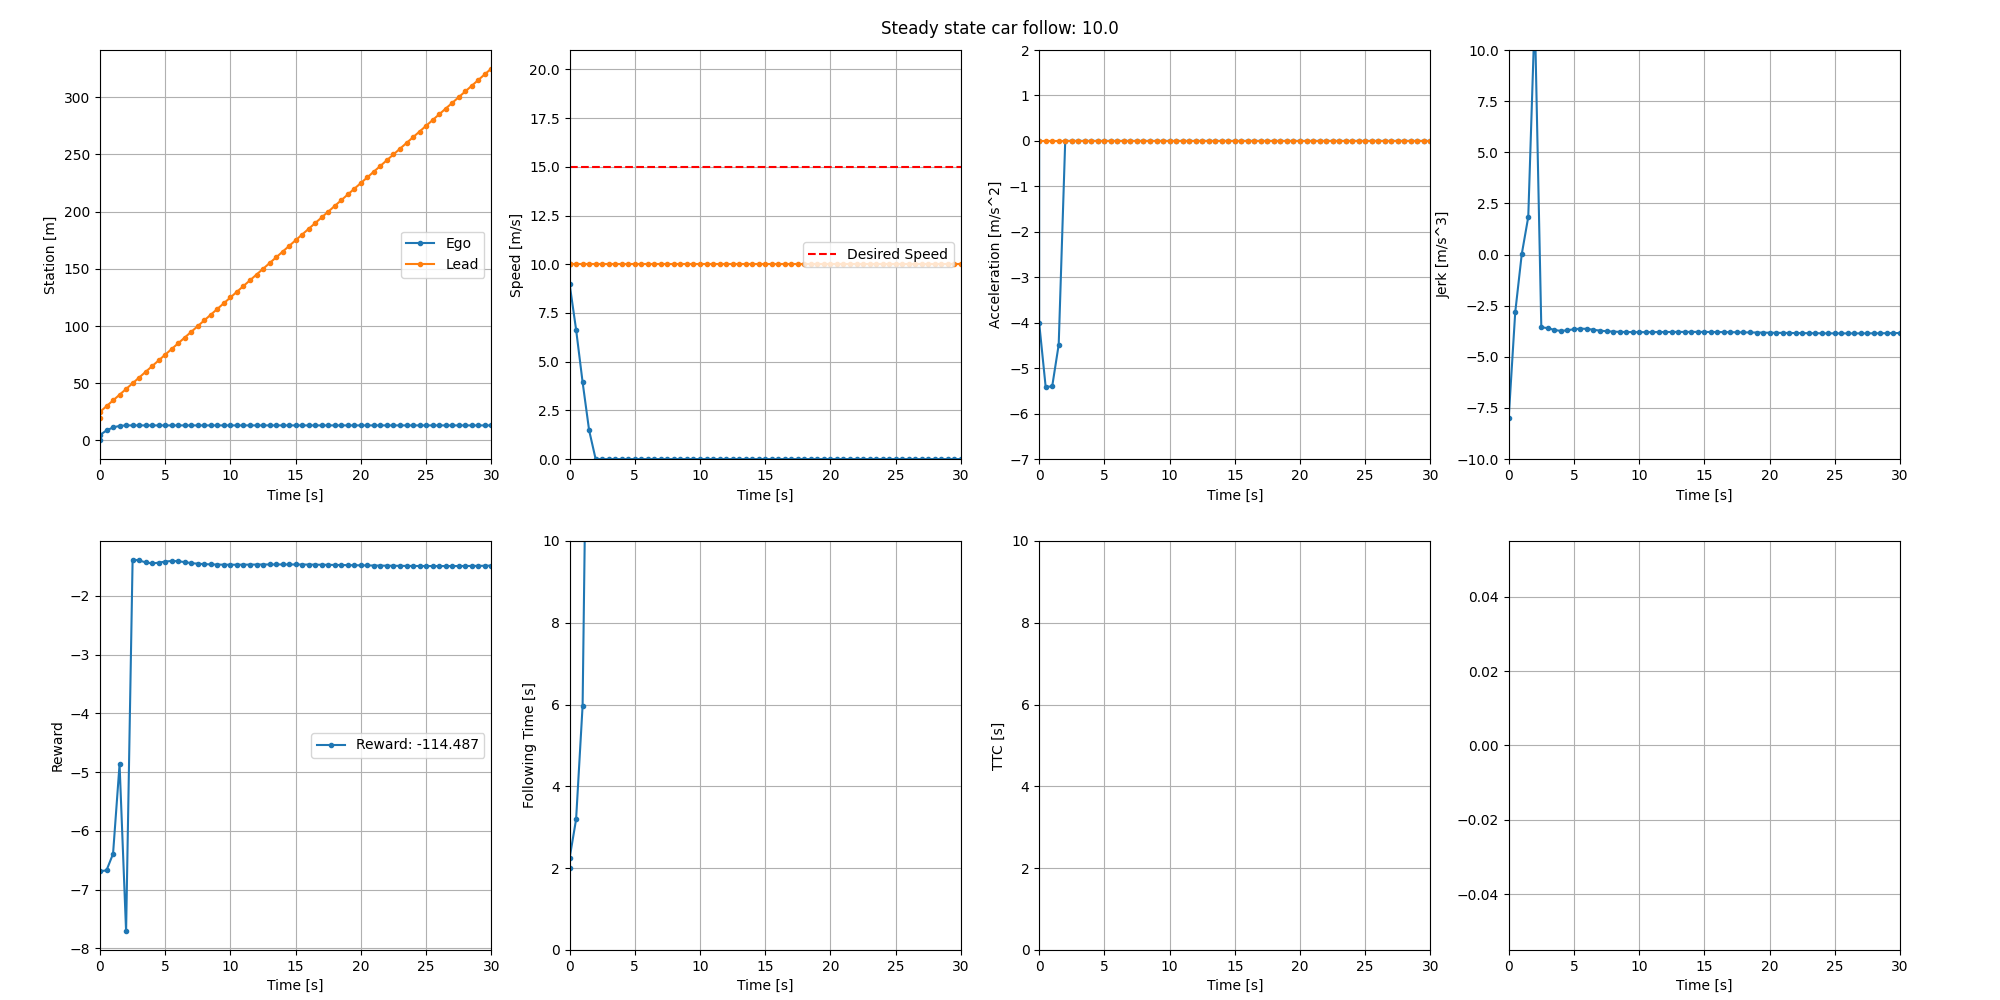 Steady state car follow: 10.0
Station [m]
300
250
200
150
100
50
0
Ego
Lead
0 5 10 15 20 25 30
Time [s]
Speed [m/s]
20.0
17.5
15.0
12.5
10.0
7.5
5.0
2.5
0.0
Desired Speed
0 5 10 15 20 25 30
Time [s]
Acceleration [m/s^2]
2
1
0
−1
−2
−3
−4
−5
−6
−7
0 5 10 15 20 25 30
Time [s]
Jerk [m/s^3]
10.0
7.5
5.0
2.5
0.0
−2.5
−5.0
−7.5
−10.0
0 5 10 15 20 25 30
Time [s]
Reward
−2
−3
−4
−5
−6
−7
−8
Reward: -114.487
0 5 10 15 20 25 30
Time [s]
Following Time [s]
10
8
6
4
2
0
0 5 10 15 20 25 30
Time [s]
TTC [s]
10
8
6
4
2
0
0 5 10 15 20 25 30
Time [s]
0.04
0.02
0.00
−0.02
−0.04
0 5 10 15 20 25 30
Time [s]